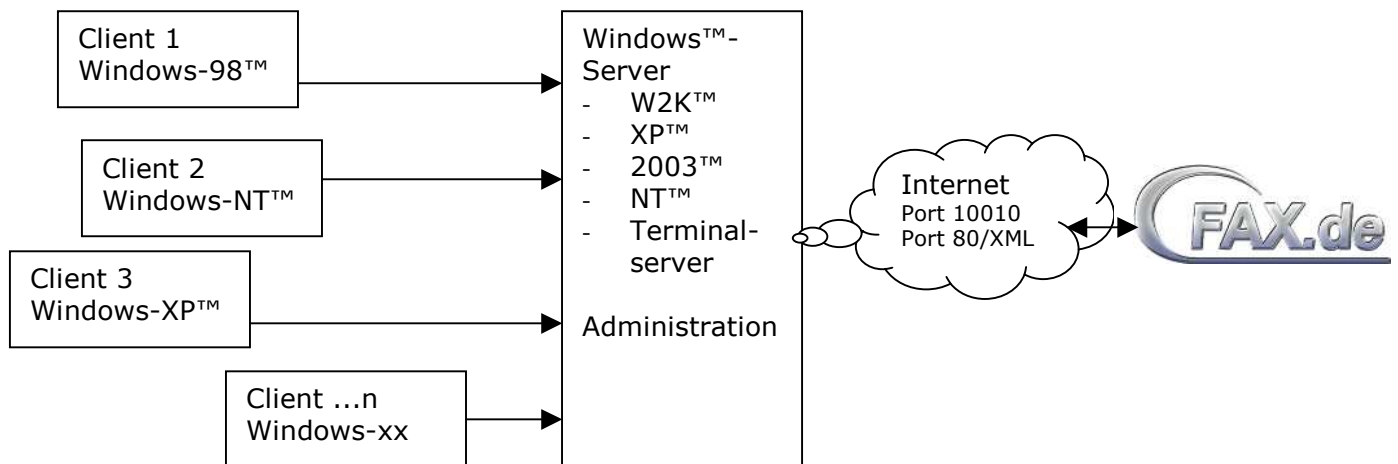 Client 1
Windows-98™
Client 2
Windows-NT™
Client 3
Windows-XP™
Client ...n
Windows-xx
Windows™-
Server
- W2K™
- XP™
- 2003™
- NT™
- Terminal-
server
Administration
Internet
Port 10010
Port 80/XML
FAX.de